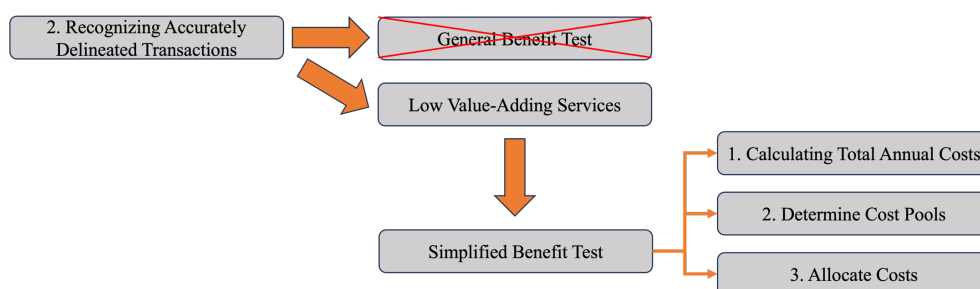 2. Recognizing Accurately
Delineated Transactions
General Benefit Test
Low Value-Adding Services
Simplified Benefit Test
1. Calculating Total Annual Costs
2. Determine Cost Pools
3. Allocate Costs